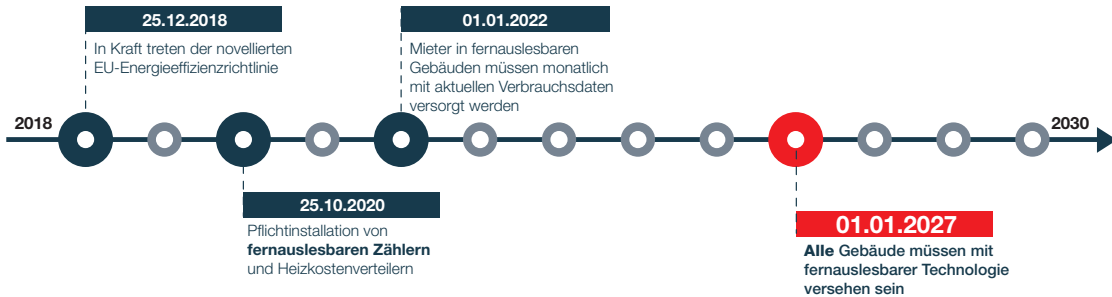 25.12.2018
In Kraft treten der novellierten
EU-Energieeffizienzrichtlinie
01.01.2022
Mieter in fernauslesbaren
Gebäuden müssen monatlich
mit aktuellen Verbrauchsdaten
versorgt werden
2018
2030
25.10.2020
Pflichtinstallation von
fernauslesbaren Zählern
und Heizkostenverteilern
01.01.2027
Alle Gebäude müssen mit
fernauslesbarer Technologie
versehen sein